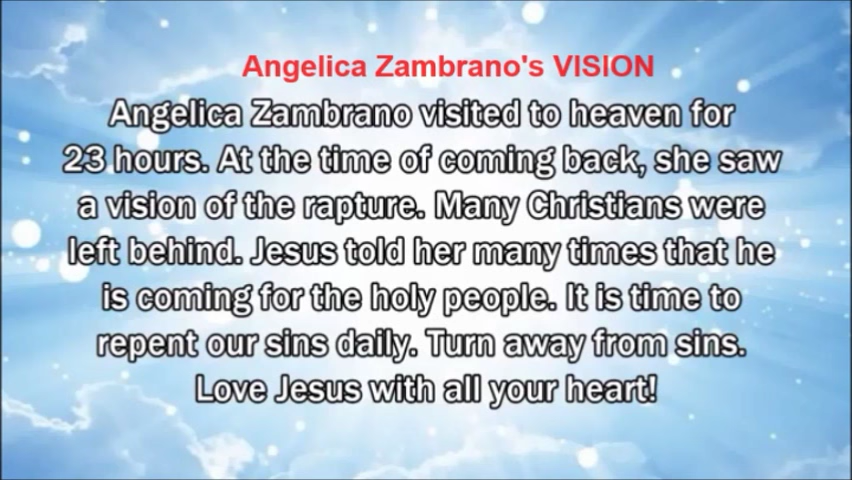 Angelica Zambrano's VISION
Angelica Zambrano visited to heaven for
23 hours. At the time of coming back, she saw
a vision of the rapture. Many Christians were
left behind. Jesus told her many times that he
is coming for the holy people. It is time to
repent our sins daily. Turn away from sins.
Love Jesus with all your heart!